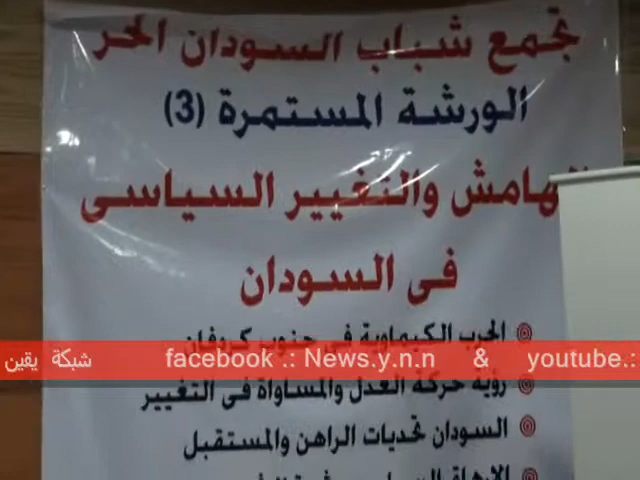 تجمع شباب السودان الحر
الورشة المستمرة (3)
الهامش والتغيير السياسى
فى السودان
الحرب الكيماوية فى جنوب كروفان
شبكة يقين facebook .: News.y.n.n & youtube.:
رؤية حركة العدل والمساواة فى التغيير
السودان تحديات الراهن والمستقبل